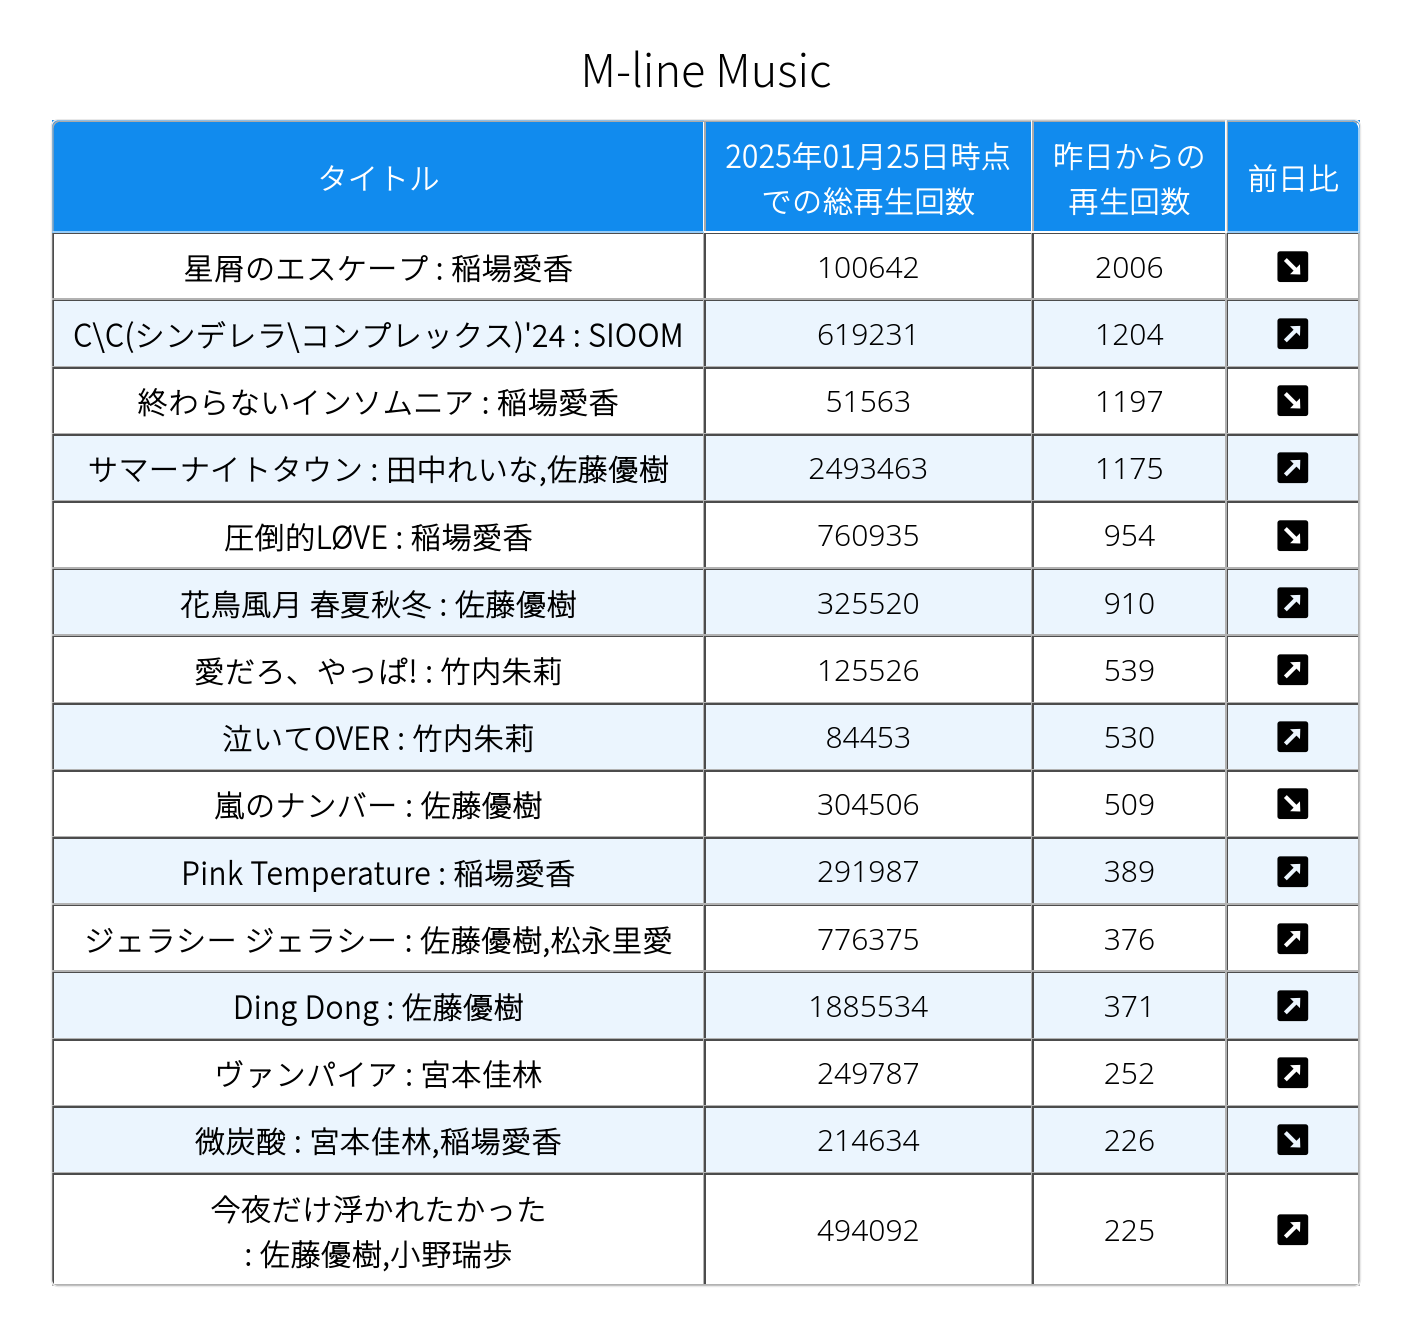 M-line Music
タイトル
2025年01月25日時点
での総再生回数
昨日からの
再生回数
前日比
星屑のエスケープ : 稲場愛香 100642 2006 ↘
C\C(シンデレラ\コンプレックス)'24 : SIOOM 619231 1204 ↗
終わらないインソムニア : 稲場愛香 51563 1197 ↘
サマーナイトタウン : 田中れいな,佐藤優樹 2493463 1175 ↗
圧倒的LØVE : 稲場愛香 760935 954 ↘
花鳥風月 春夏秋冬 : 佐藤優樹 325520 910 ↗
愛だろ、やっぱ! : 竹内朱莉 125526 539 ↗
泣いてOVER : 竹内朱莉 84453 530 ↗
嵐のナンバー : 佐藤優樹 304506 509 ↘
Pink Temperature : 稲場愛香 291987 389 ↗
ジェラシー ジェラシー : 佐藤優樹,松永里愛 776375 376 ↗
Ding Dong : 佐藤優樹 1885534 371 ↗
ヴァンパイア : 宮本佳林 249787 252 ↗
微炭酸 : 宮本佳林,稲場愛香 214634 226 ↘
今夜だけ浮かれたかった
: 佐藤優樹,小野瑞歩 494092 225 ↗